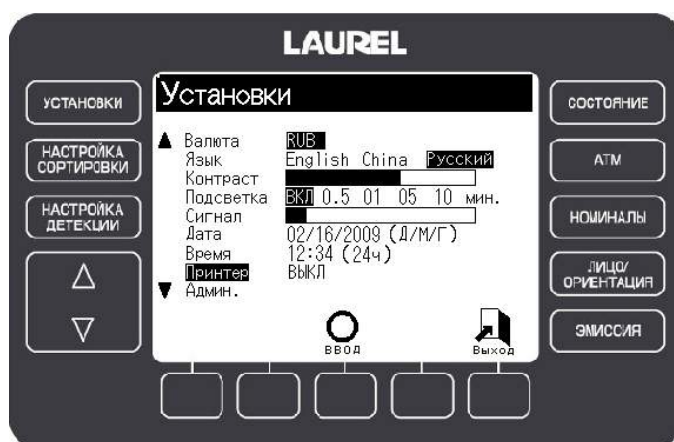 LAUREL
УСТАНОВКИ
НАСТРОЙКА
СОРТИРОВКИ
НАСТРОЙКА
ДЕТЕКЦИИ
Установки
Валюта RUB
Язык English China Русский
Контраст
Подсветка ВКЛ 0.5 01 05 10 мин.
Сигнал
Дата 02/16/2009 (Д/М/Г)
Время 12:34 (24ч)
Принтер ВЫКЛ
Админ.
ВВОД
Выход
СОСТОЯНИЕ
ATM
НОМИНАЛЫ
ЛИЦО/
ОРИЕНТАЦИЯ
ЭМИССИЯ